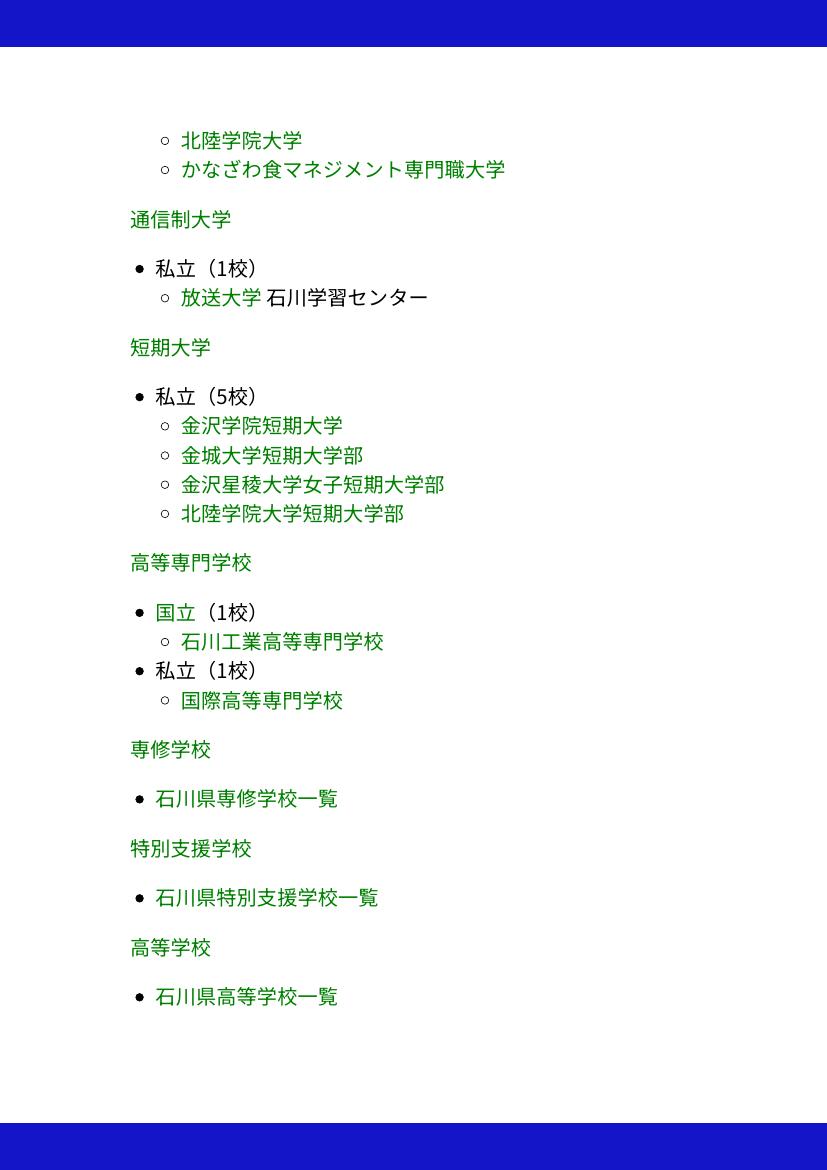 北陸学院大学
かなざわ食マネジメント専門職大学
通信制大学
私立（1校）
放送大学 石川学習センター
短期大学
私立（5校）
金沢学院短期大学
金城大学短期大学部
金沢星稜大学女子短期大学部
北陸学院大学短期大学部
高等専門学校
国立（1校）
石川工業高等専門学校
私立（1校）
国際高等専門学校
専修学校
石川県専修学校一覧
特別支援学校
石川県特別支援学校一覧
高等学校
石川県高等学校一覧